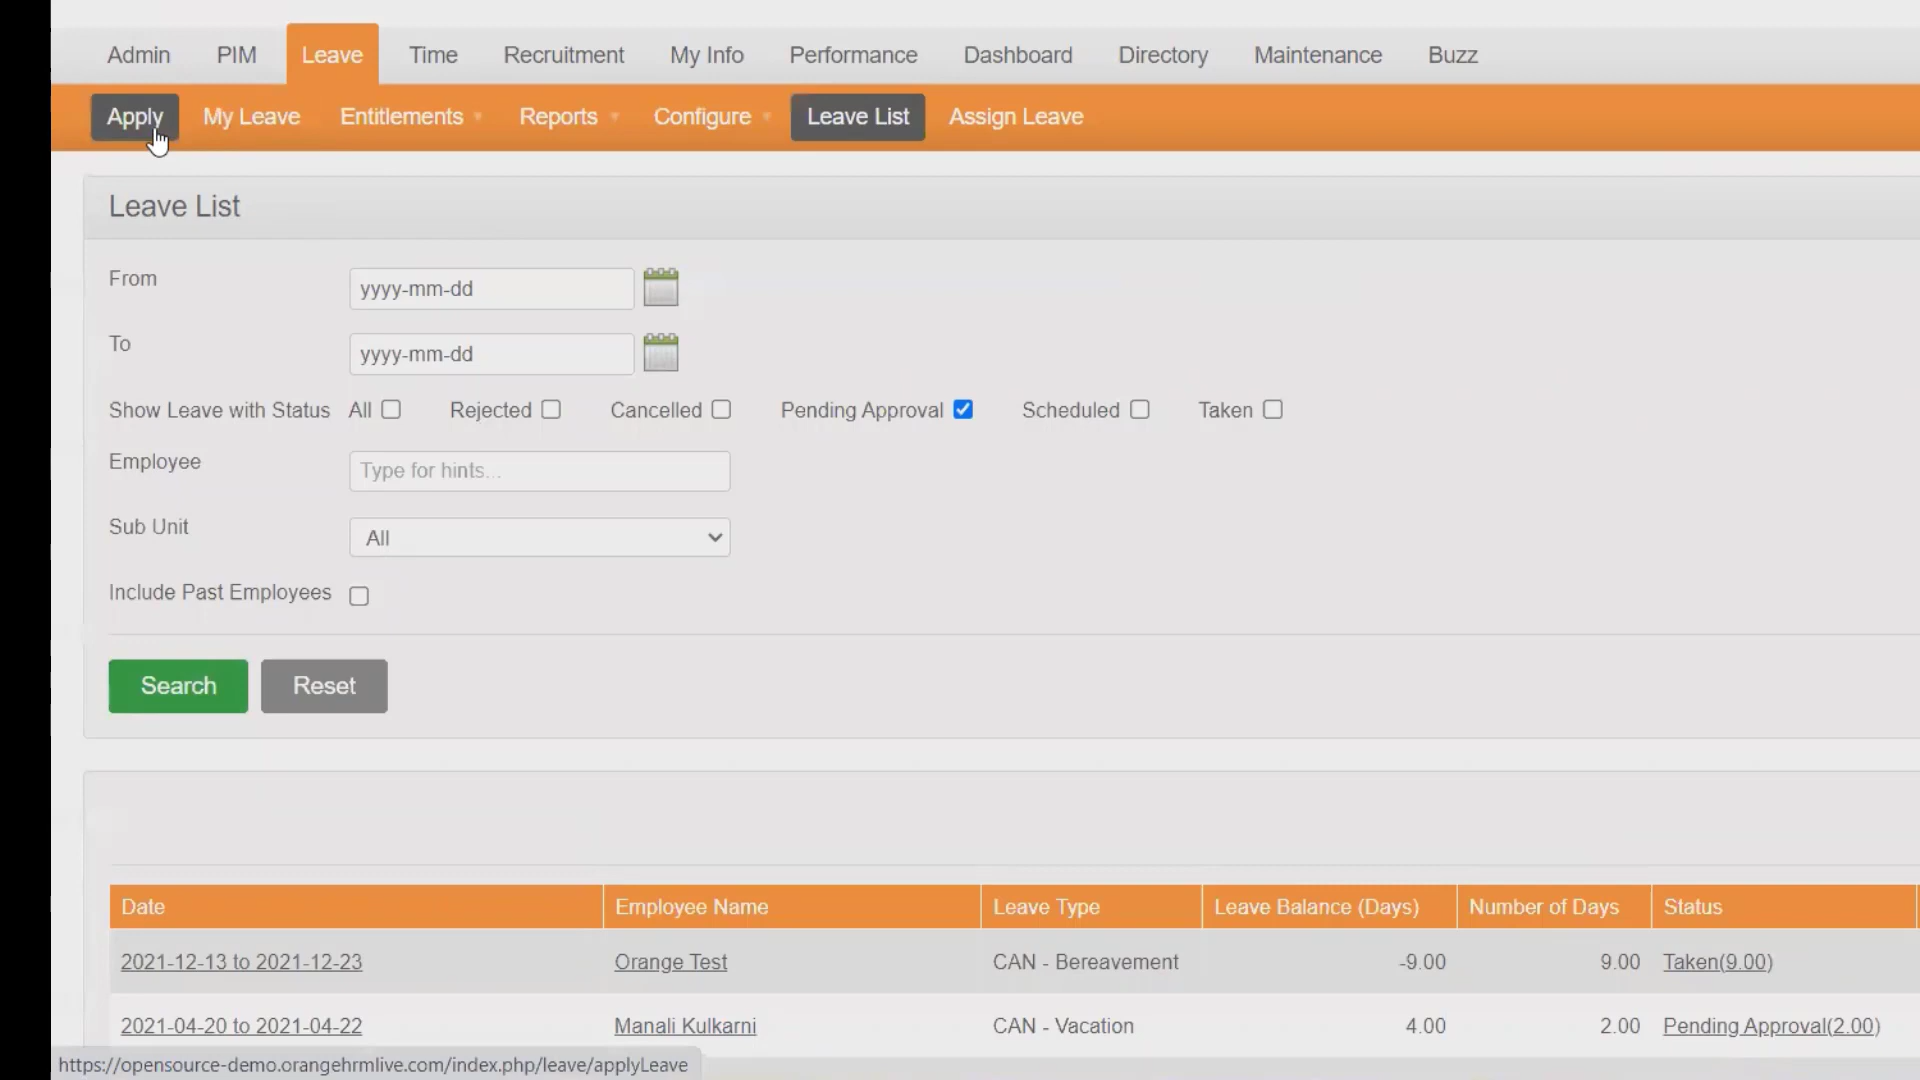 Admin PIM Leave Time Recruitment My Info Performance Dashboard Directory Maintenance Buzz
Apply My Leave Entitlements Reports Configure Leave List Assign Leave
Leave List
From yyyy-mm-dd
To yyyy-mm-dd
Show Leave with Status All Rejected Cancelled Pending Approval Scheduled Taken
Employee Type for hints...
Sub Unit All
Include Past Employees
Search Reset
Date Employee Name Leave Type Leave Balance (Days) Number of Days Status
2021-12-13 to 2021-12-23 Orange Test CAN - Bereavement -9.00 9.00 Taken(9.00)
2021-04-20 to 2021-04-22 Manali Kulkarni CAN - Vacation 4.00 2.00 Pending Approval(2.00)
https://opensource-demo.orangehrmlive.com/index.php/leave/applyLeave